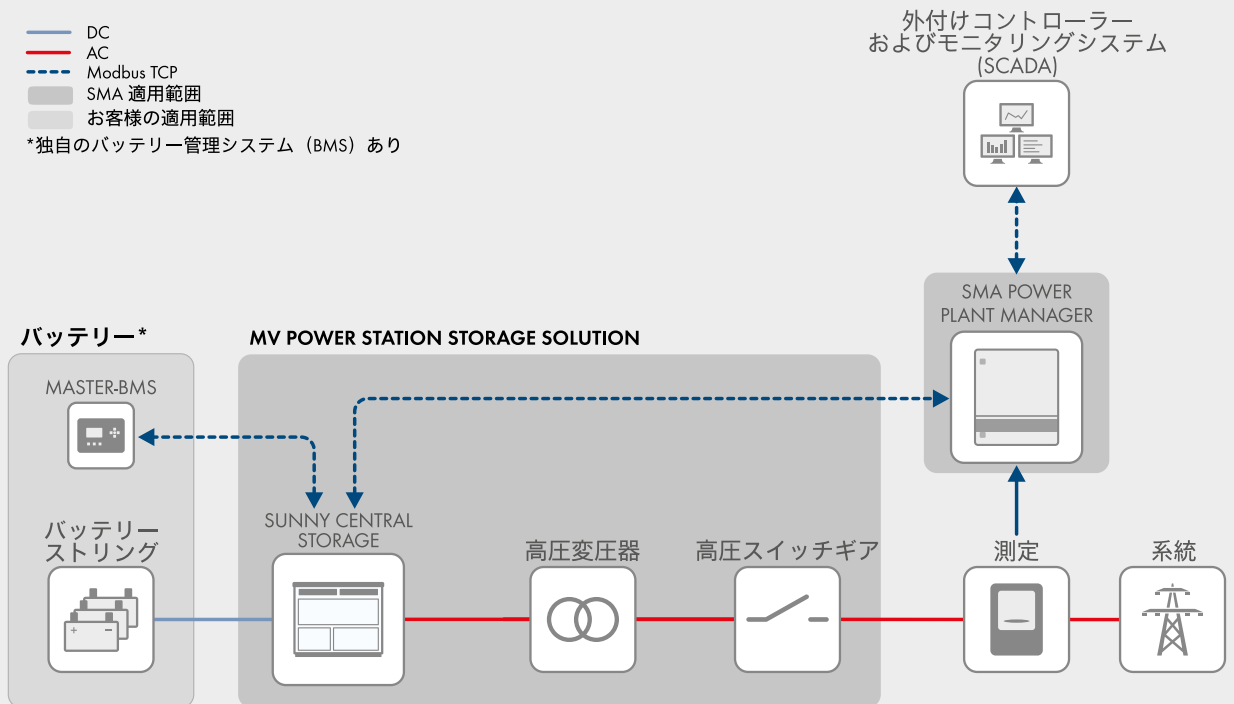 DC
AC
Modbus TCP
SMA 適用範囲
お客様の適用範囲
*独自のバッテリー管理システム（BMS）あり
外付けコントローラー
およびモニタリングシステム
(SCADA)
SMA POWER
PLANT MANAGER
バッテリー*
MV POWER STATION STORAGE SOLUTION
MASTER-BMS
バッテリー
ストリング
SUNNY CENTRAL
STORAGE
高圧変圧器
高圧スイッチギア
測定
系統